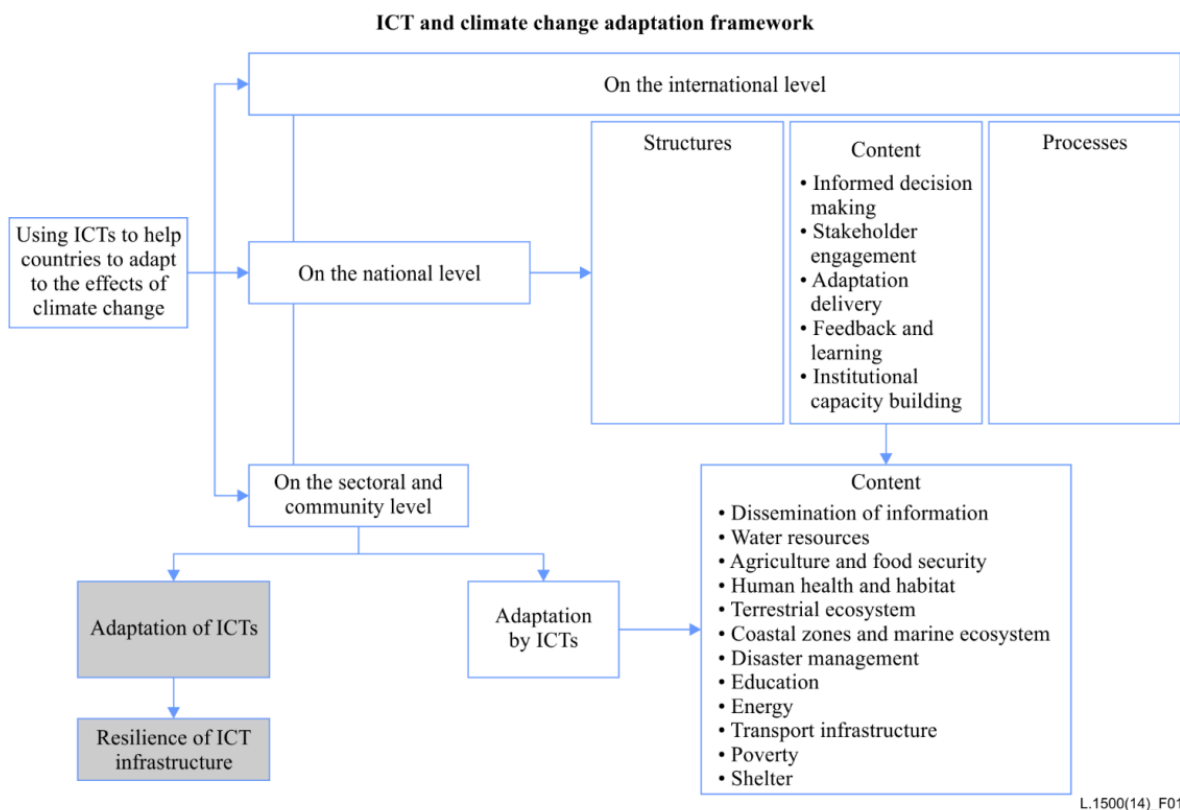 ICT and climate change adaptation framework
On the international level
Structures
Content
• Informed decision
making
• Stakeholder
engagement
• Adaptation
delivery
• Feedback and
learning
• Institutional
capacity building
Processes
Using ICTs to help
countries to adapt
to the effects of
climate change
On the national level
On the sectoral and
community level
Content
• Dissemination of information
• Water resources
• Agriculture and food security
• Human health and habitat
• Terrestrial ecosystem
• Coastal zones and marine ecosystem
• Disaster management
• Education
• Energy
• Transport infrastructure
• Poverty
• Shelter
Adaptation of ICTs
Adaptation
by ICTs
Resilience of ICT
infrastructure
L.1500(14)_F01